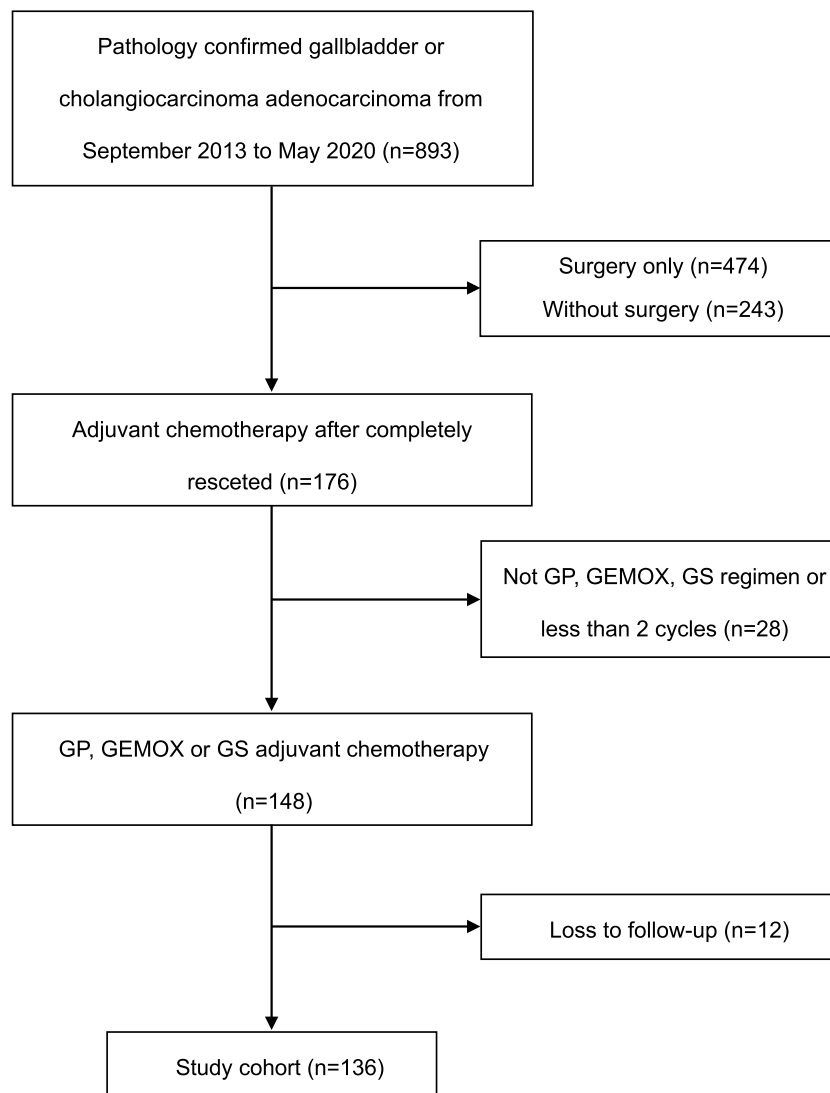 Pathology confirmed gallbladder or
cholangiocarcinoma adenocarcinoma from
September 2013 to May 2020 (n=893)
Surgery only (n=474)
Without surgery (n=243)
Adjuvant chemotherapy after completely
resceted (n=176)
Not GP, GEMOX, GS regimen or
less than 2 cycles (n=28)
GP, GEMOX or GS adjuvant chemotherapy
(n=148)
Loss to follow-up (n=12)
Study cohort (n=136)